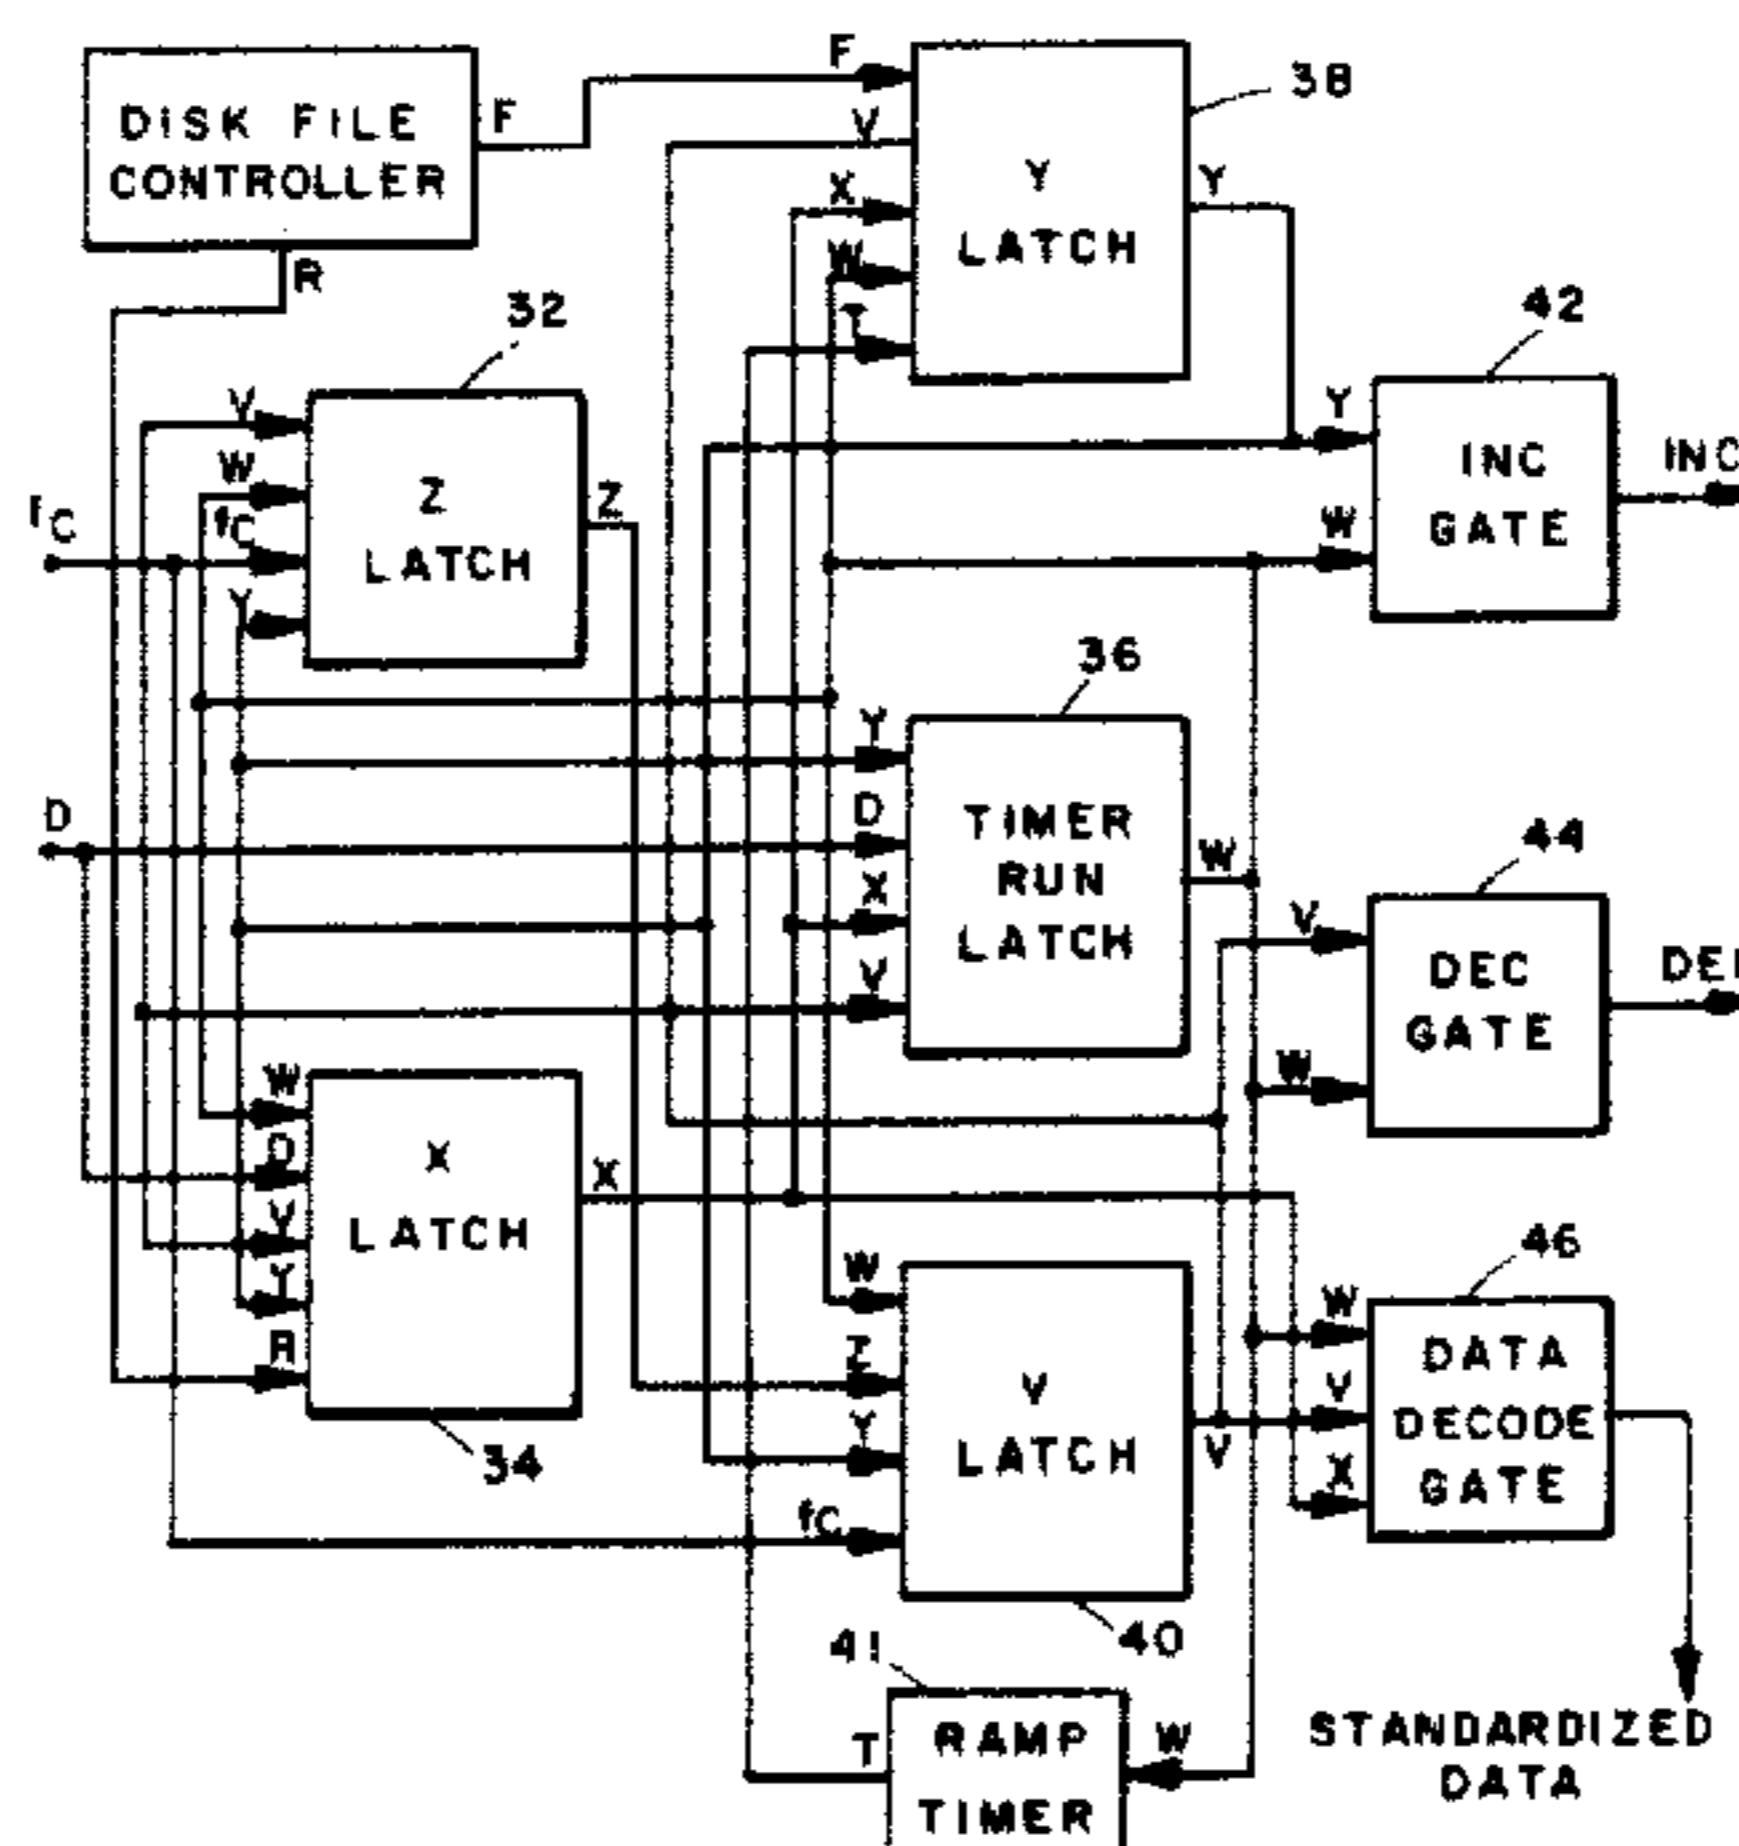 DISK FILE
CONTROLLER
F
R
F
V
X
W
T
Y
LATCH
38
Y
32
V
W
fC
Y
Z
LATCH
Z
fC
42
Y
W
INC
GATE
INC
36
Y
D
X
V
TIMER
RUN
LATCH
W
D
44
V
W
DEC
GATE
W
D
V
Y
R
X
LATCH
X
34
W
Z
Y
fC
V
LATCH
V
40
46
W
V
X
DATA
DECODE
GATE
41
T
RAMP
TIMER
W
STANDARDIZED
DATA